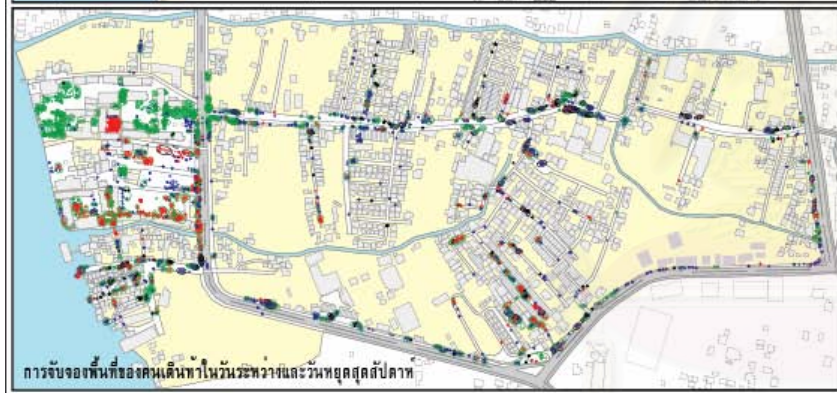 การจับจองพื้นที่ของคนเดินเท้าในวันระหว่างและวันหยุดสุดสัปดาห์